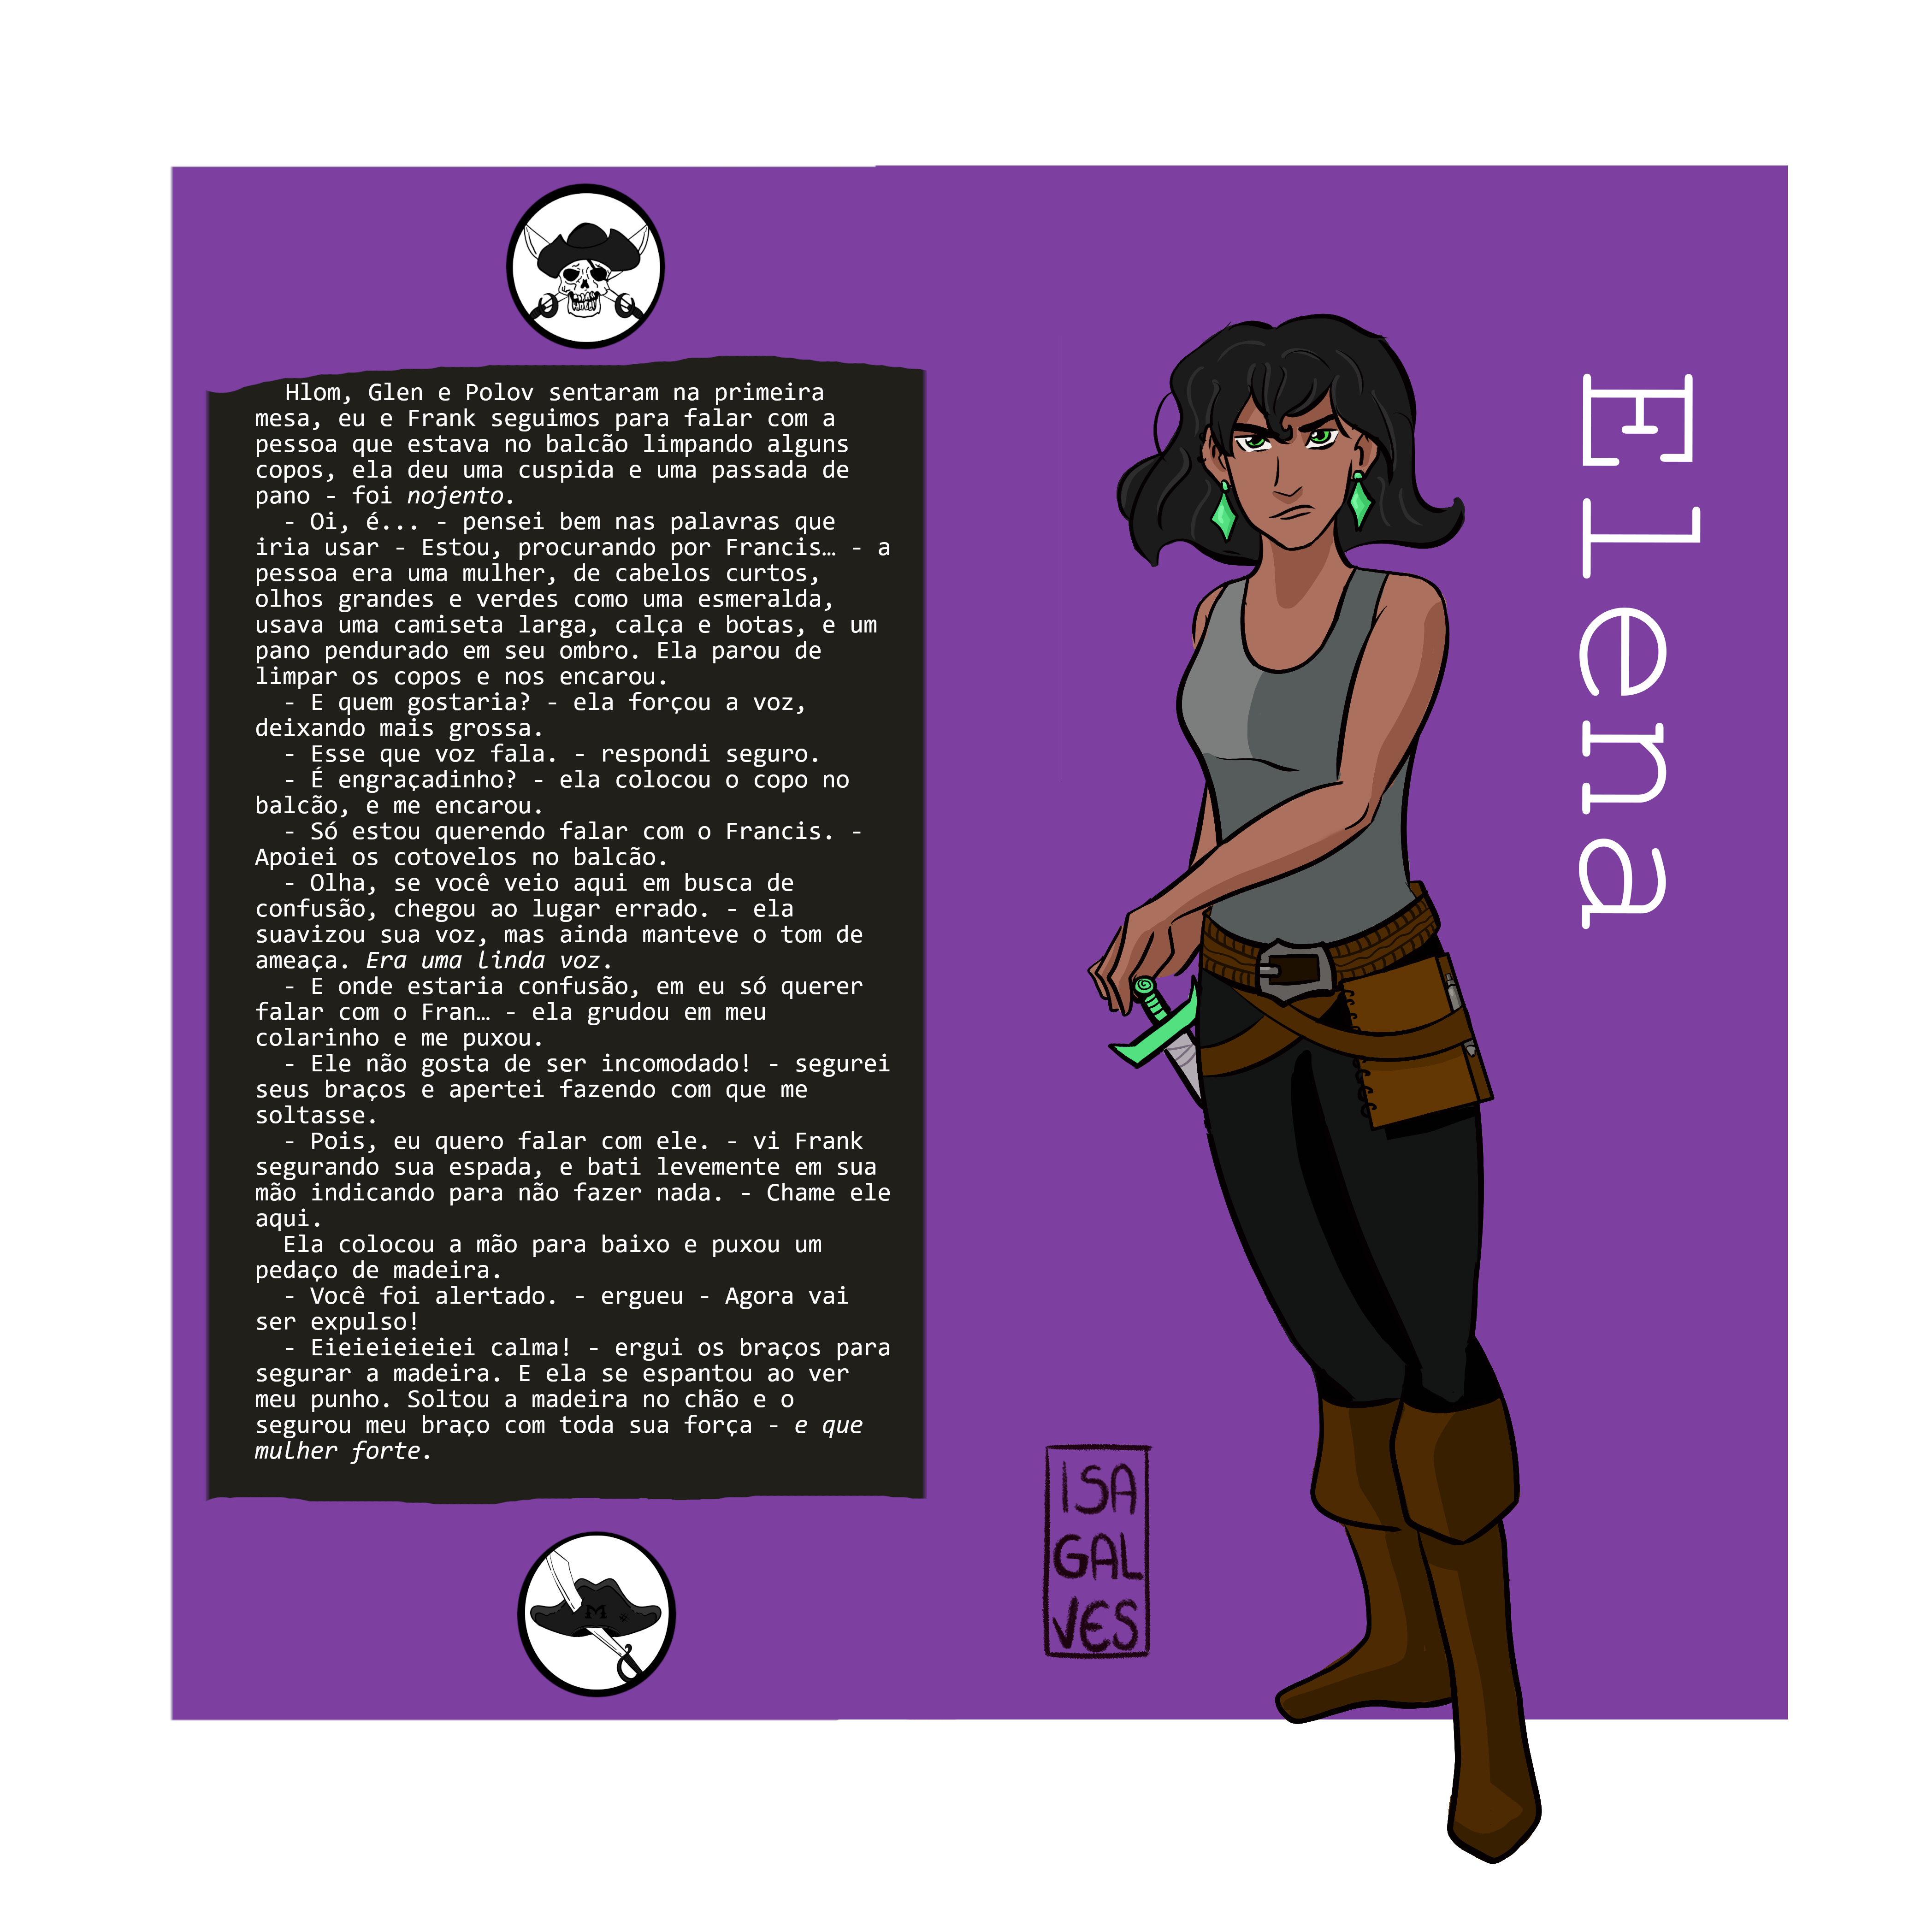 Hlom, Glen e Polov sentaram na primeira
mesa, eu e Frank seguimos para falar com a
pessoa que estava no balcão limpando alguns
copos, ela deu uma cuspida e uma passada de
pano - foi nojento.
- Oi, é... - pensei bem nas palavras que
iria usar - Estou, procurando por Francis… - a
pessoa era uma mulher, de cabelos curtos,
olhos grandes e verdes como uma esmeralda,
usava uma camiseta larga, calça e botas, e um
pano pendurado em seu ombro. Ela parou de
limpar os copos e nos encarou.
- E quem gostaria? - ela forçou a voz,
deixando mais grossa.
- Esse que voz fala. - respondi seguro.
- É engraçadinho? - ela colocou o copo no
balcão, e me encarou.
- Só estou querendo falar com o Francis. -
Apoiei os cotovelos no balcão.
- Olha, se você veio aqui em busca de
confusão, chegou ao lugar errado. - ela
suavizou sua voz, mas ainda manteve o tom de
ameaça. Era uma linda voz.
- E onde estaria confusão, em eu só querer
falar com o Fran… - ela grudou em meu
colarinho e me puxou.
- Ele não gosta de ser incomodado! - segurei
seus braços e apertei fazendo com que me
soltasse.
- Pois, eu quero falar com ele. - vi Frank
segurando sua espada, e bati levemente em sua
mão indicando para não fazer nada. - Chame ele
aqui.
Ela colocou a mão para baixo e puxou um
pedaço de madeira.
- Você foi alertado. - ergueu - Agora vai
ser expulso!
- Eieieieieiei calma! - ergui os braços para
segurar a madeira. E ela se espantou ao ver
meu punho. Soltou a madeira no chão e o
segurou meu braço com toda sua força - e que
mulher forte.
M
Elena
ISA
GAL
VES